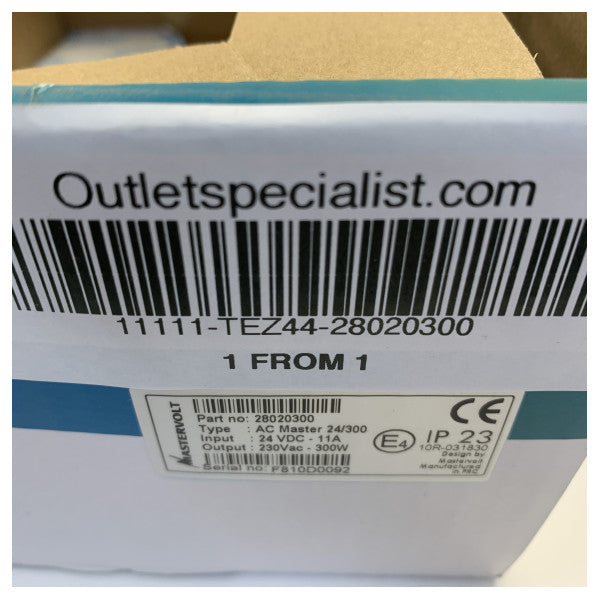 Outletspecialist.com
11111-TEZ44-28020300
1 FROM 1
MASTERVOLT
Part no: 28020300
Type : AC Master 24/300
Input : 24 VDC - 11A
Output : 230Vac - 300W
Serial no: F810D0092
CE
E4 IP 23
10R-031830
Design by
Mastervolt
Manufactured
in PRC